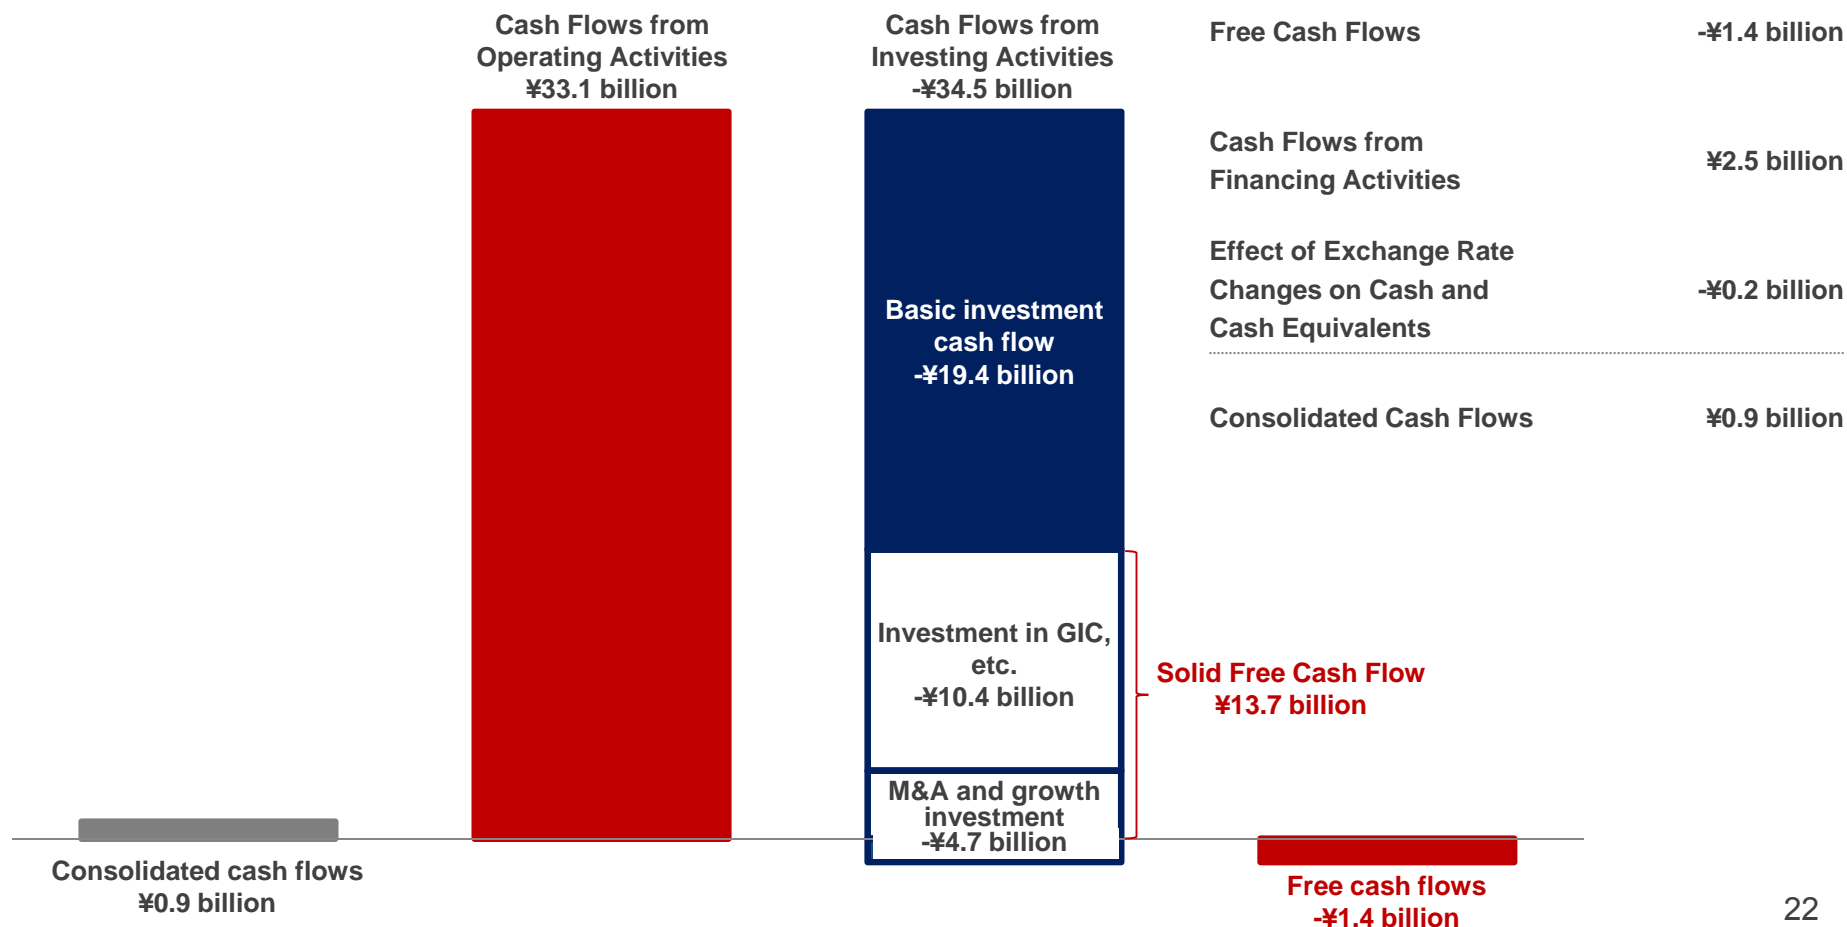 Cash Flows from
Operating Activities
¥33.1 billion
Cash Flows from
Investing Activities
-¥34.5 billion
Basic investment
cash flow
-¥19.4 billion
Investment in GIC,
etc.
-¥10.4 billion
M&A and growth
investment
-¥4.7 billion
Solid Free Cash Flow
¥13.7 billion
Consolidated cash flows
¥0.9 billion
Free cash flows
-¥1.4 billion
Free Cash Flows -¥1.4 billion
Cash Flows from
Financing Activities ¥2.5 billion
Effect of Exchange Rate
Changes on Cash and -¥0.2 billion
Cash Equivalents
Consolidated Cash Flows ¥0.9 billion
22